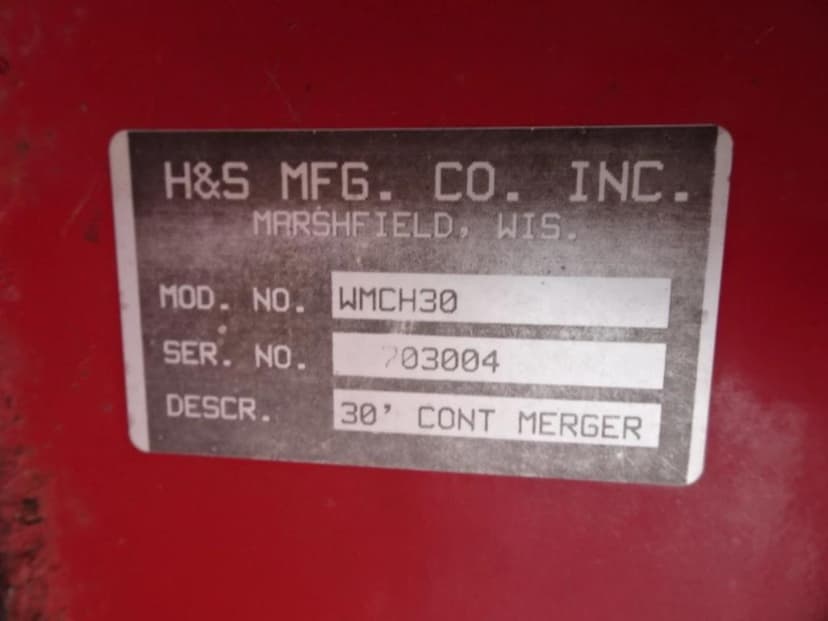 H&S MFG. CO. INC.
MARSHFIELD, WIS.
MOD. NO. WMCH30
SER. NO. 703004
DESCR. 30' CONT MERGER